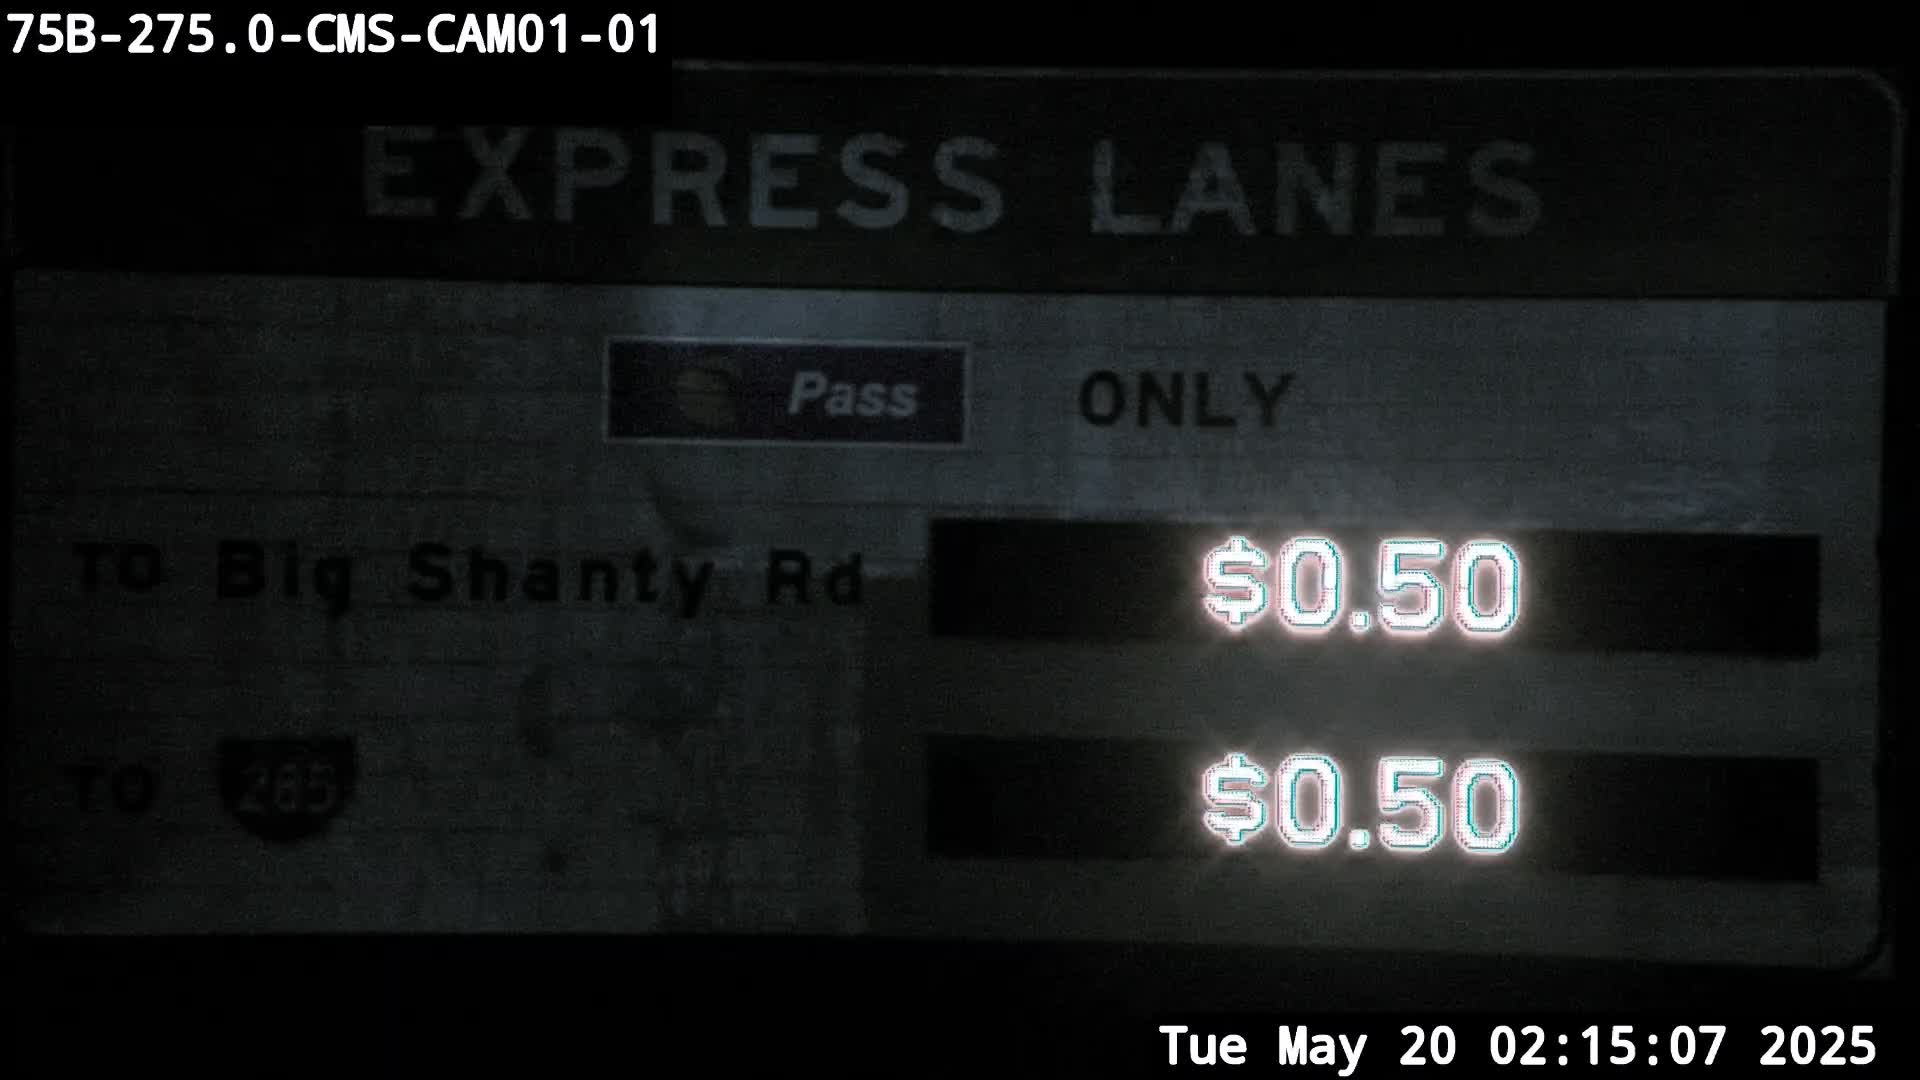 75B-275.0-CMS-CAM01-01
EXPRESS LANES
Pass ONLY
TO Big Shanty Rd $0.50
TO 285 $0.50
Tue May 20 02:15:07 2025